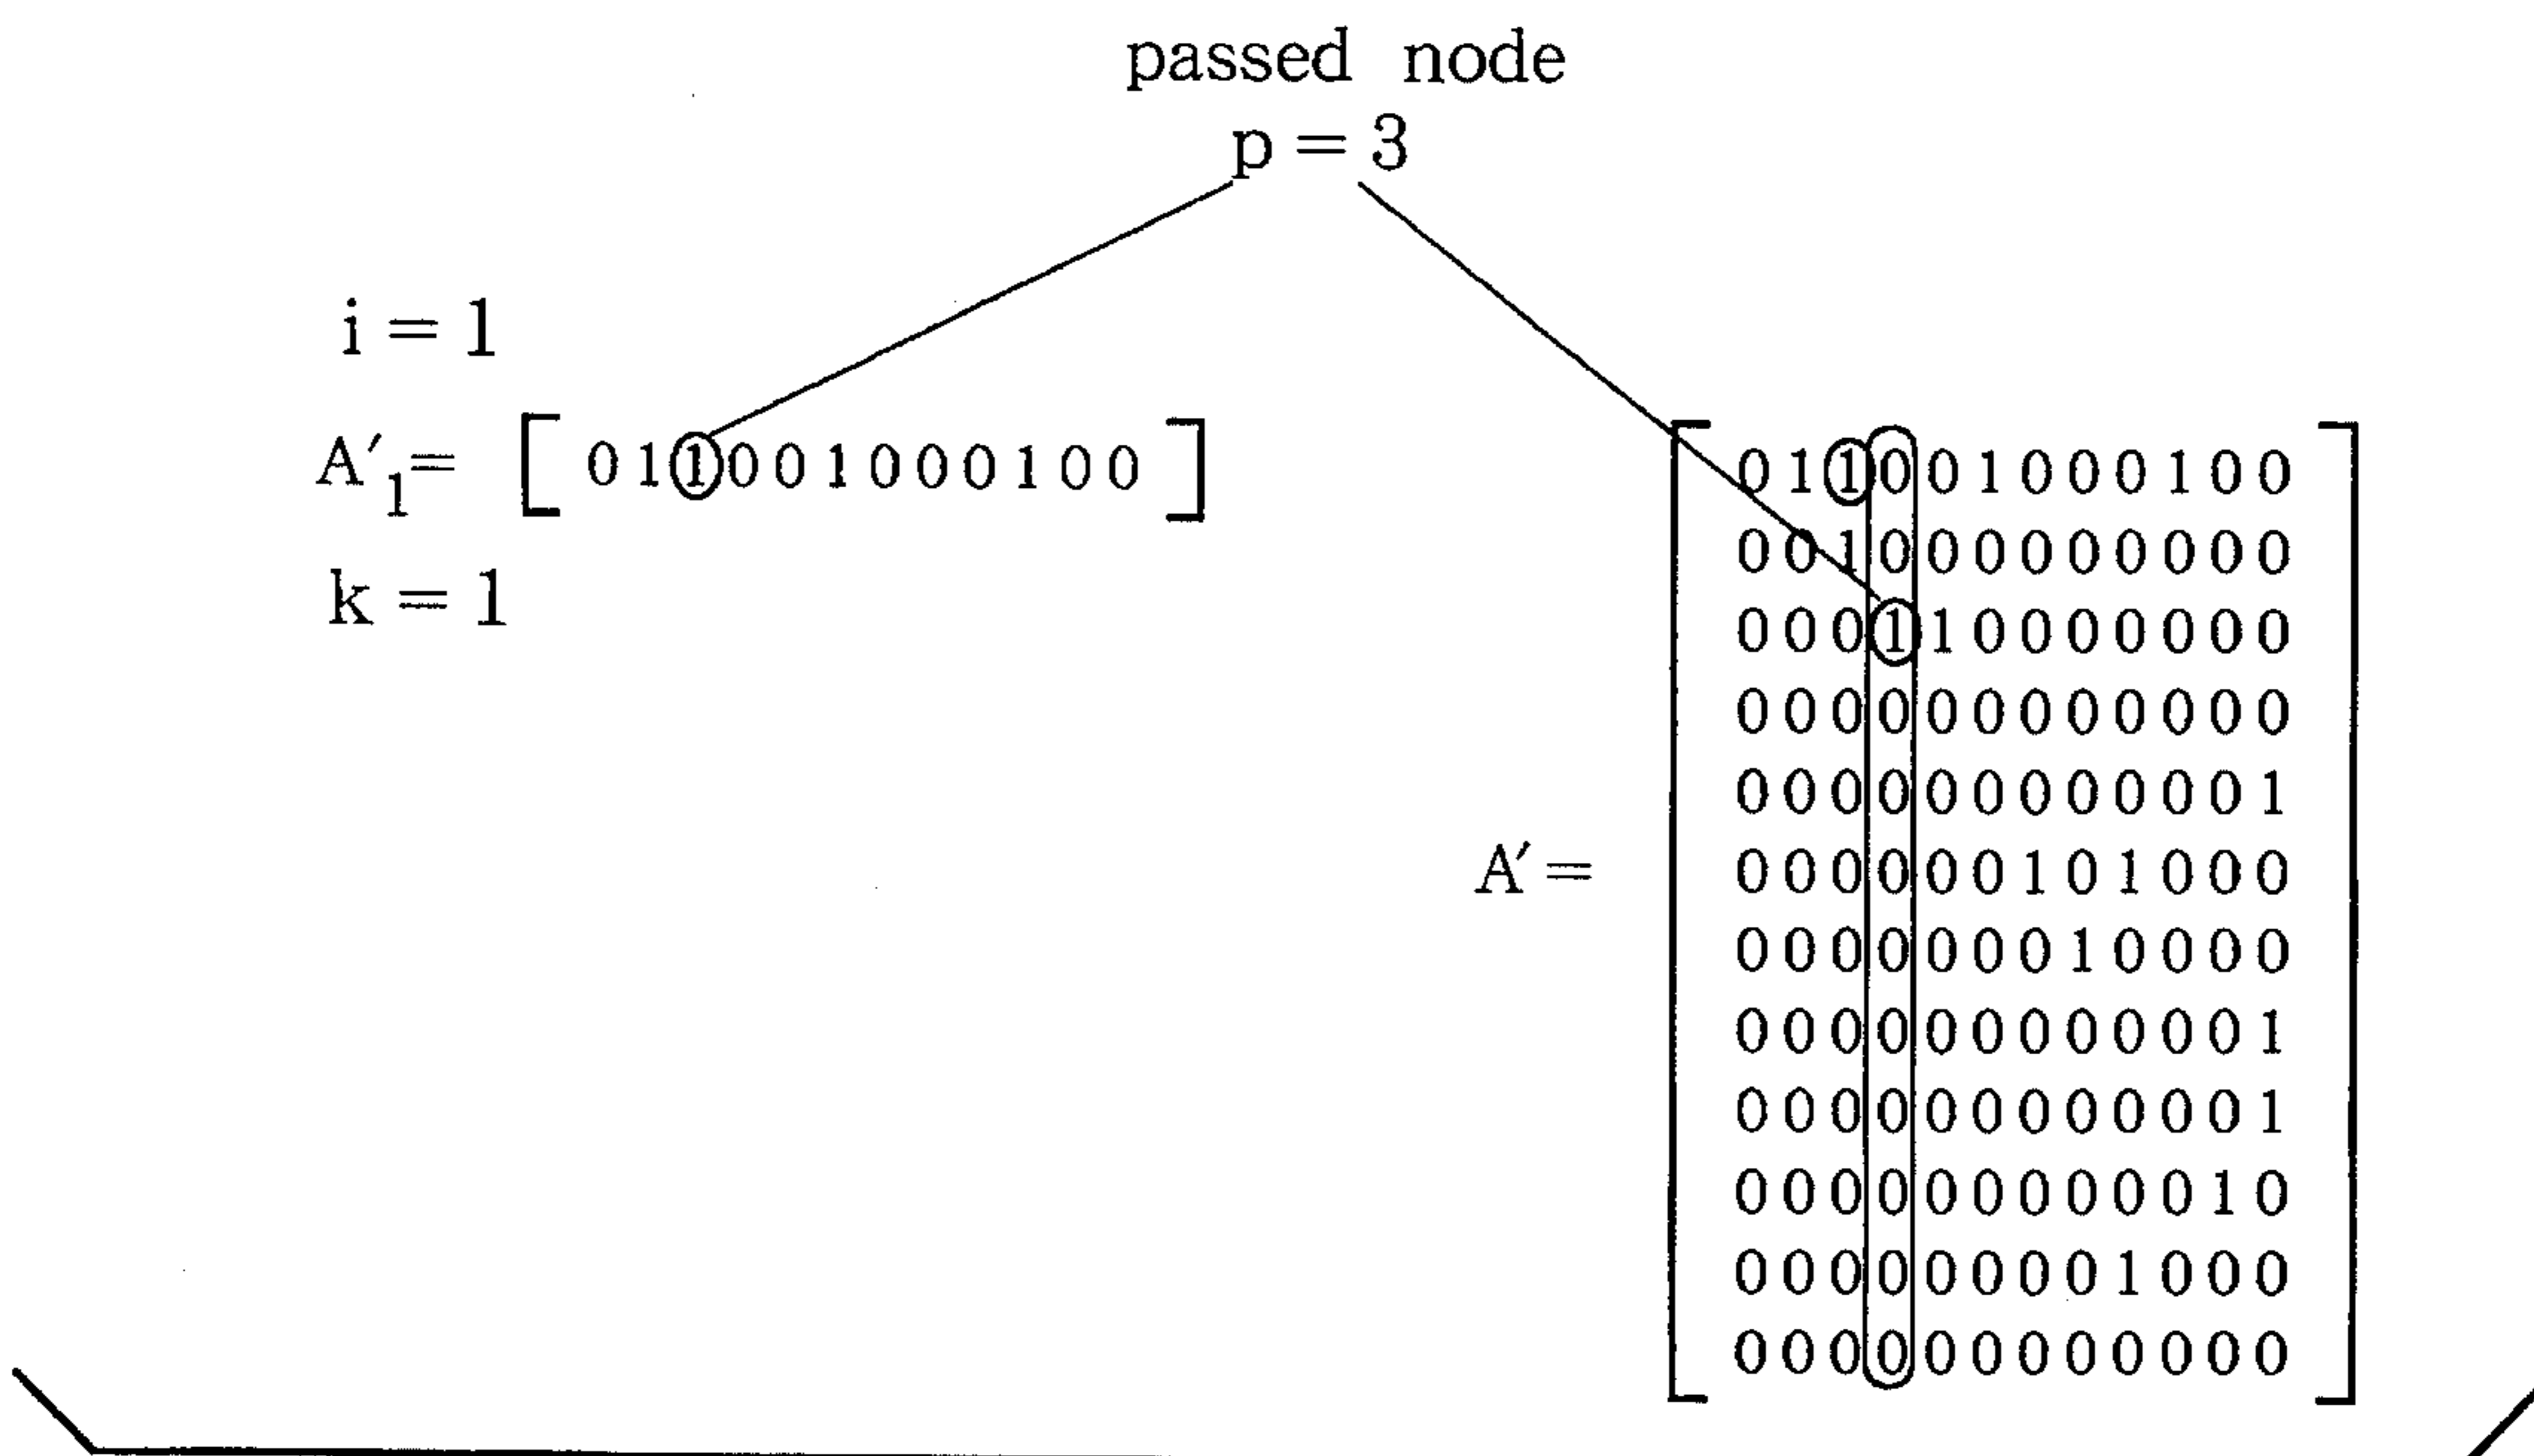 passed node
p = 3
i = 1
A′1= [ 0 1 1 0 0 1 0 0 0 1 0 0 ]
k = 1
A′ =
0 1 1 0 0 1 0 0 0 1 0 0
0 0 1 0 0 0 0 0 0 0 0 0
0 0 0 1 1 0 0 0 0 0 0 0
0 0 0 0 0 0 0 0 0 0 0 0
0 0 0 0 0 0 0 0 0 0 0 1
0 0 0 0 0 0 1 0 1 0 0 0
0 0 0 0 0 0 0 1 0 0 0 0
0 0 0 0 0 0 0 0 0 0 0 1
0 0 0 0 0 0 0 0 0 0 0 1
0 0 0 0 0 0 0 0 0 0 1 0
0 0 0 0 0 0 0 0 1 0 0 0
0 0 0 0 0 0 0 0 0 0 0 0